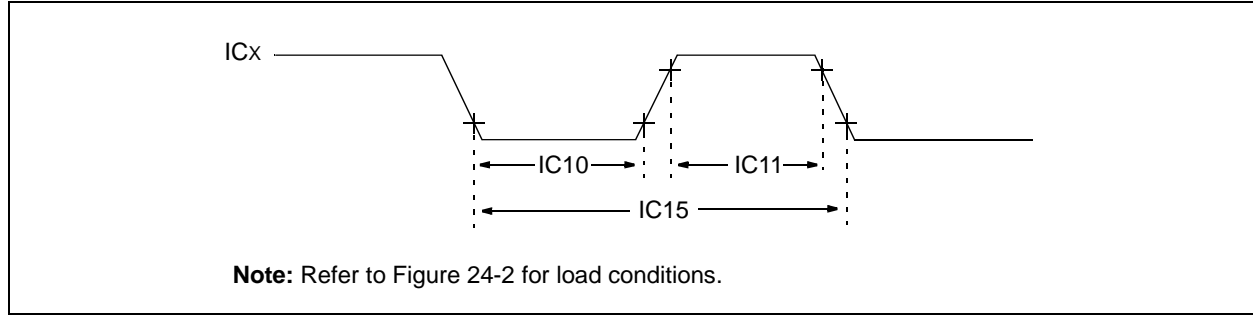 ICx
IC10
IC11
IC15
Note: Refer to Figure 24-2 for load conditions.